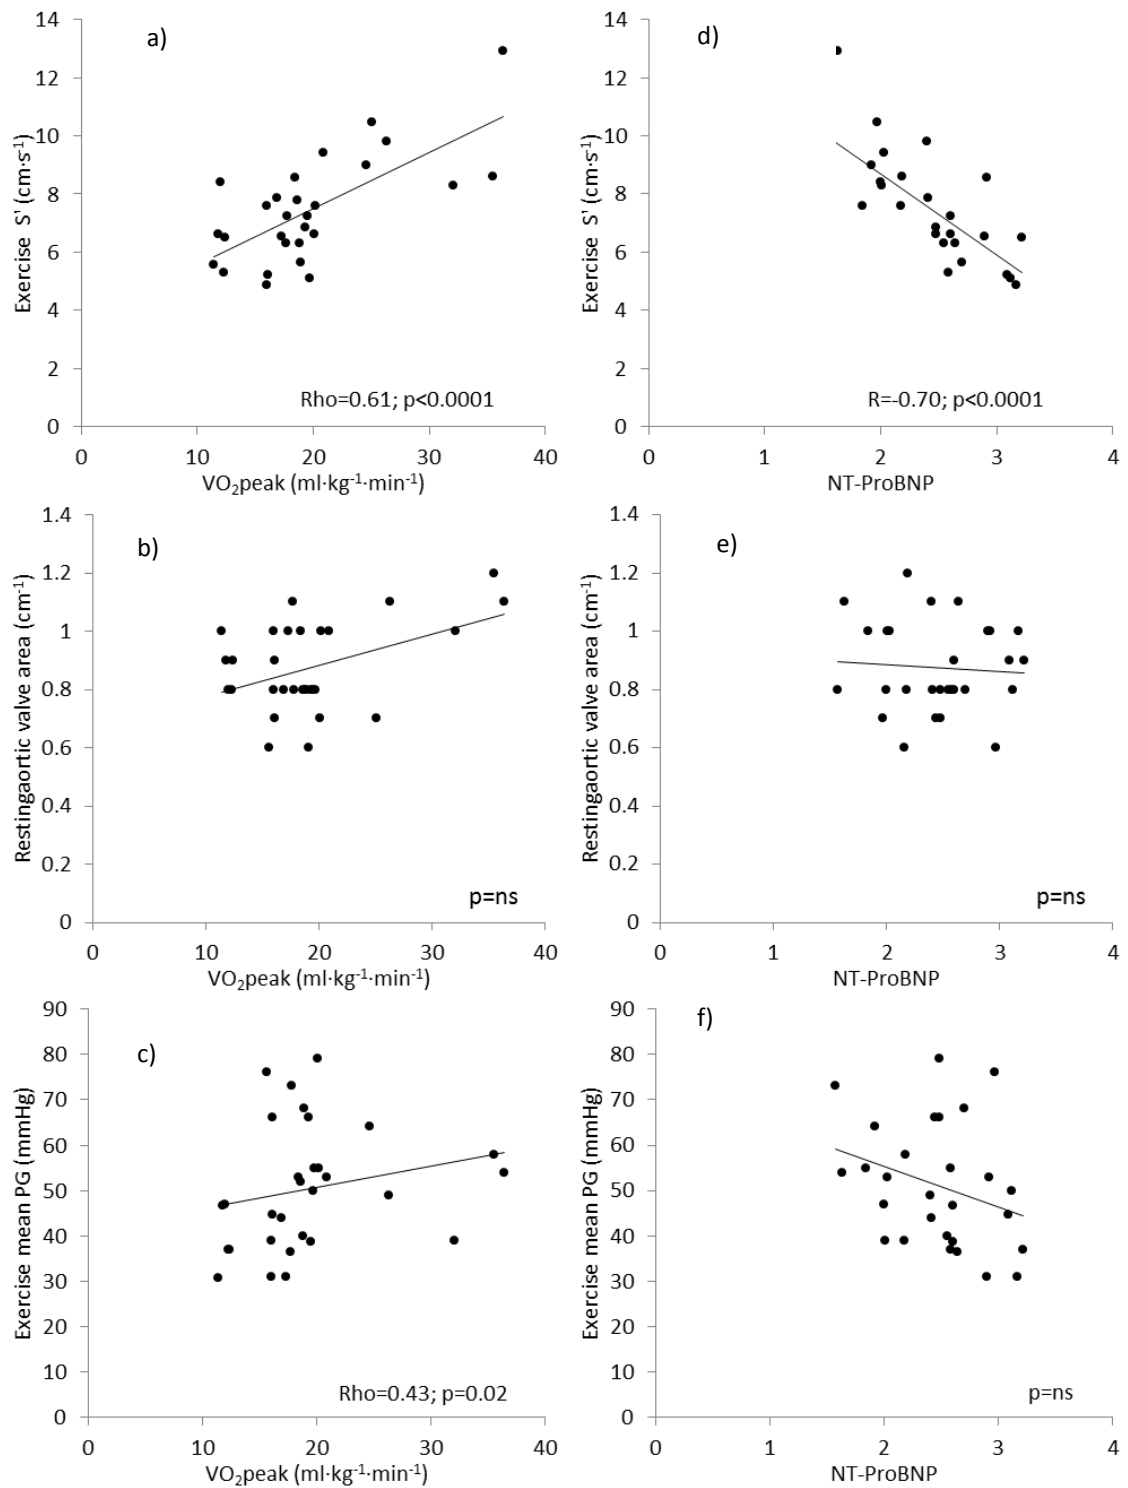 a)
Exercise S' (cm·s⁻¹)
14
12
10
8
6
4
2
0
Rho=0.61; p<0.0001
0 10 20 30 40
VO₂peak (ml·kg⁻¹·min⁻¹)
d)
Exercise S' (cm·s⁻¹)
14
12
10
8
6
4
2
0
R=-0.70; p<0.0001
0 1 2 3 4
NT-ProBNP
b)
Restingaortic valve area (cm⁻¹)
1.4
1.2
1
0.8
0.6
0.4
0.2
0
p=ns
0 10 20 30 40
VO₂peak (ml·kg⁻¹·min⁻¹)
e)
Restingaortic valve area (cm⁻¹)
1.4
1.2
1
0.8
0.6
0.4
0.2
0
p=ns
0 1 2 3 4
NT-ProBNP
c)
Exercise mean PG (mmHg)
90
80
70
60
50
40
30
20
10
0
Rho=0.43; p=0.02
0 10 20 30 40
VO₂peak (ml·kg⁻¹·min⁻¹)
f)
Exercise mean PG (mmHg)
90
80
70
60
50
40
30
20
10
0
p=ns
0 1 2 3 4
NT-ProBNP